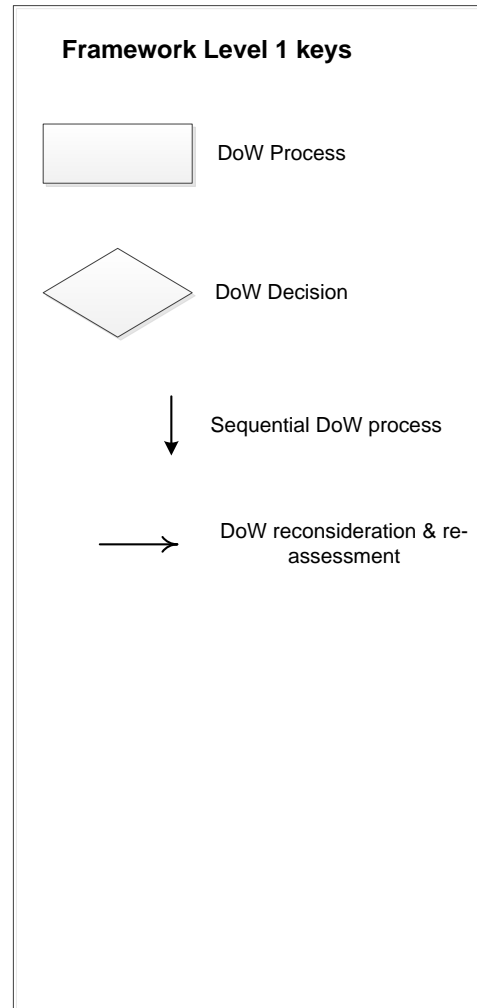 Framework Level 1 keys
DoW Process
DoW Decision
Sequential DoW process
DoW reconsideration & re-
assessment